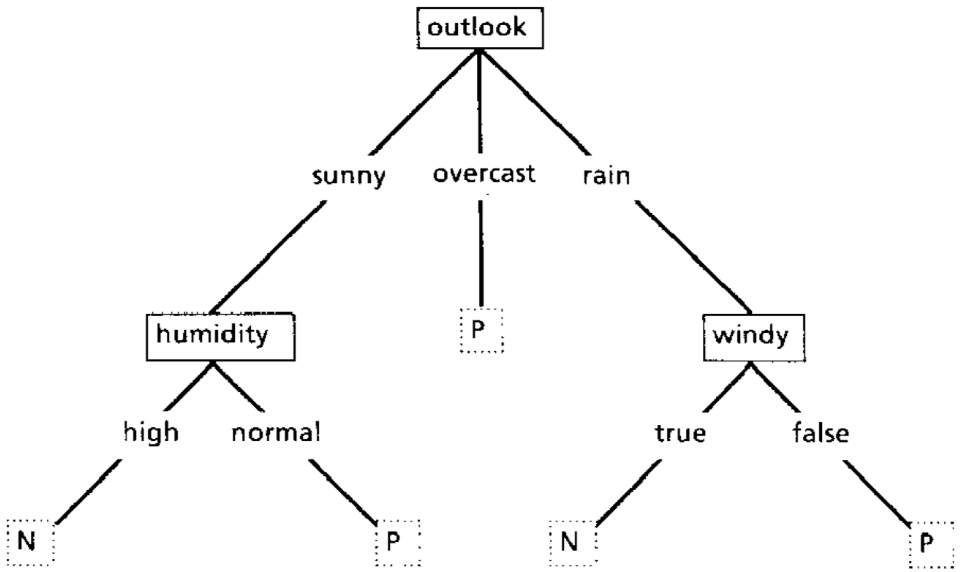 outlook
sunny overcast rain
humidity P windy
high normal true false
N P N P